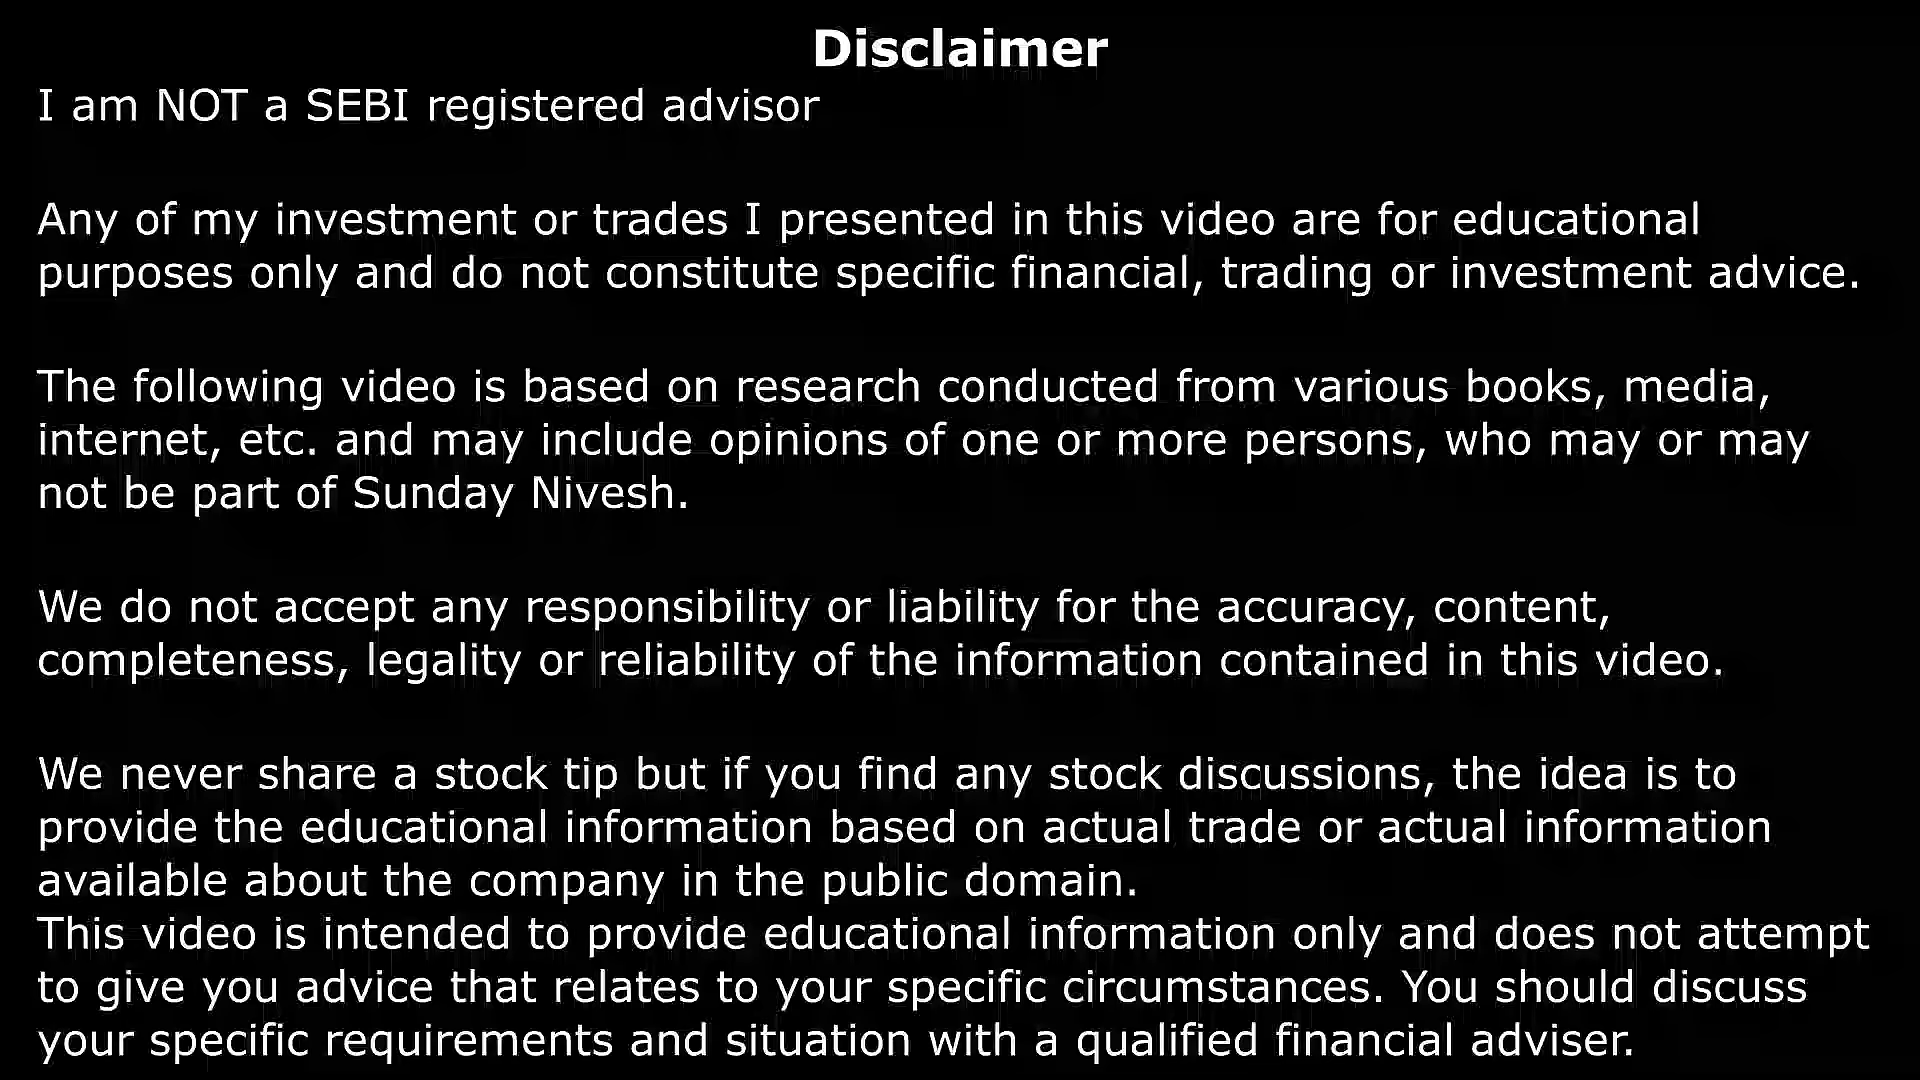 Disclaimer
I am NOT a SEBI registered advisor
Any of my investment or trades I presented in this video are for educational
purposes only and do not constitute specific financial, trading or investment advice.
The following video is based on research conducted from various books, media,
internet, etc. and may include opinions of one or more persons, who may or may
not be part of Sunday Nivesh.
We do not accept any responsibility or liability for the accuracy, content,
completeness, legality or reliability of the information contained in this video.
We never share a stock tip but if you find any stock discussions, the idea is to
provide the educational information based on actual trade or actual information
available about the company in the public domain.
This video is intended to provide educational information only and does not attempt
to give you advice that relates to your specific circumstances. You should discuss
your specific requirements and situation with a qualified financial adviser.